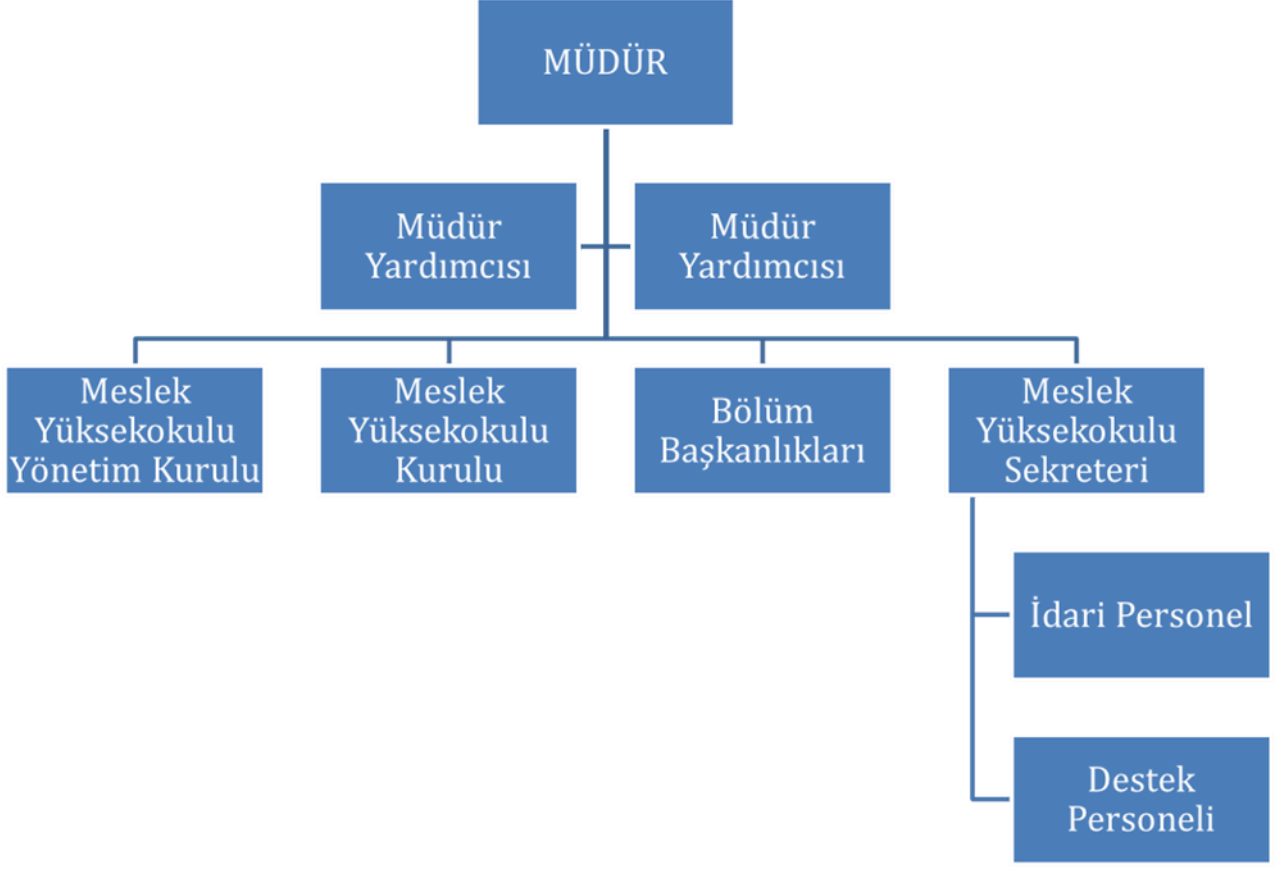 MÜDÜR
Müdür
Yardımcısı
Müdür
Yardımcısı
Meslek
Yüksekokulu
Yönetim Kurulu
Meslek
Yüksekokulu
Kurulu
Bölüm
Başkanlıkları
Meslek
Yüksekokulu
Sekreteri
İdari Personel
Destek
Personeli